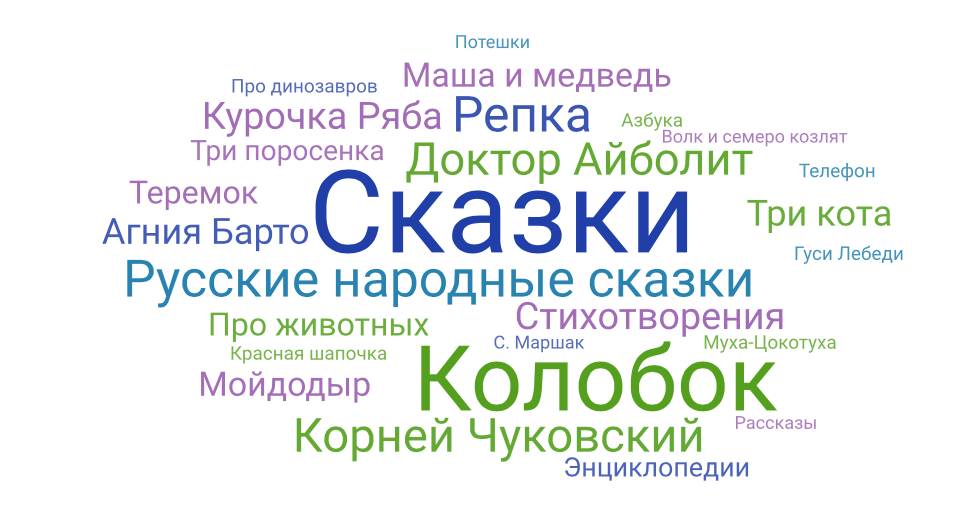 Потешки
Маша и медведь
Про динозавров
Курочка Ряба
Репка
Азбука
Волк и семеро козлят
Три поросенка
Доктор Айболит
Телефон
Теремок
Сказки
Три кота
Агния Барто
Гуси Лебеди
Русские народные сказки
Про животных
Стихотворения
С. Маршак
Муха-Цокотуха
Красная шапочка
Мойдодыр
Колобок
Рассказы
Корней Чуковский
Энциклопедии